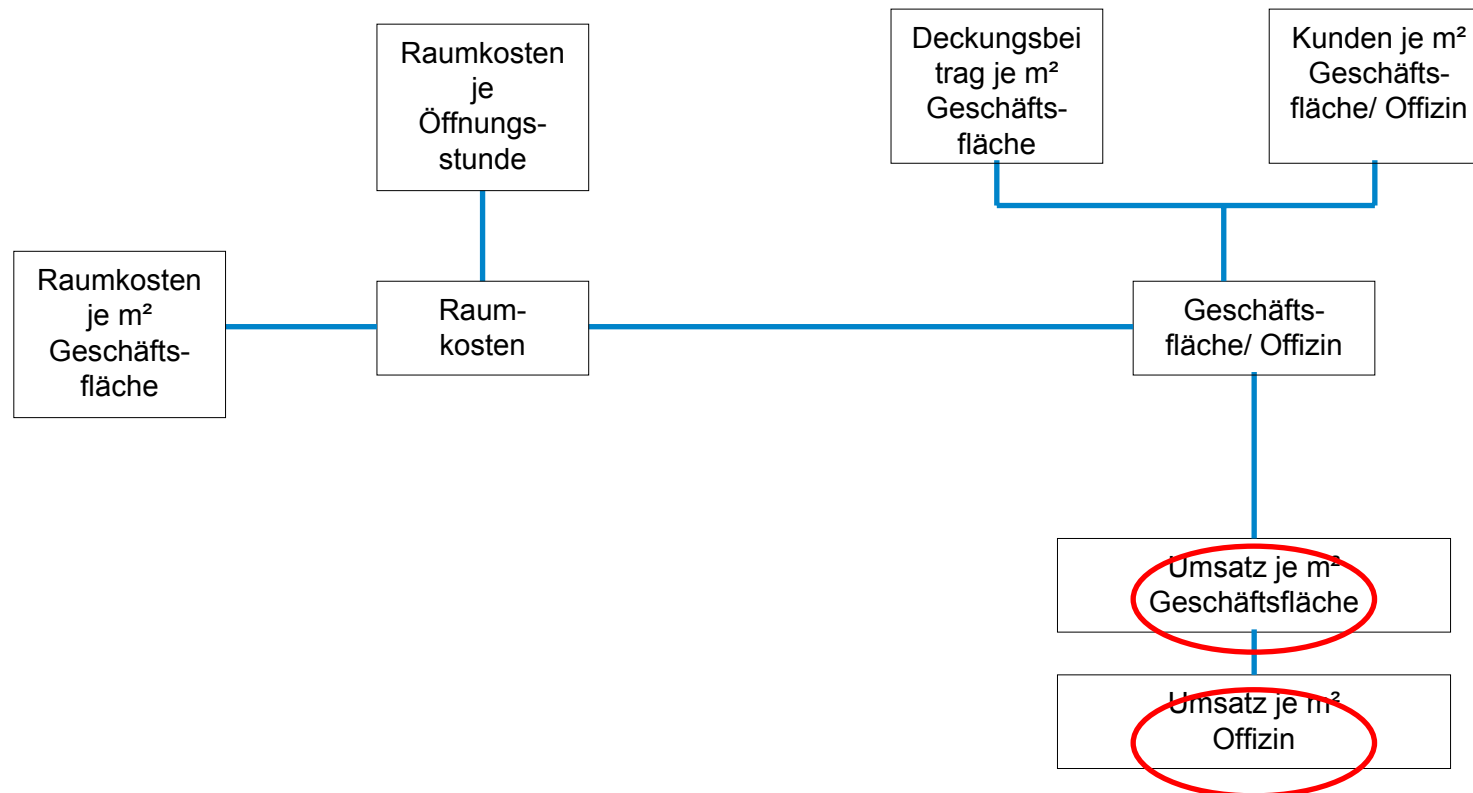 Raumkosten
je
Öffnungs-
stunde
Deckungsbei
trag je m²
Geschäfts-
fläche
Kunden je m²
Geschäfts-
fläche/ Offizin
Raumkosten
je m²
Geschäfts-
fläche
Raum-
kosten
Geschäfts-
fläche/ Offizin
Umsatz je m²
Geschäftsfläche
Umsatz je m²
Offizin